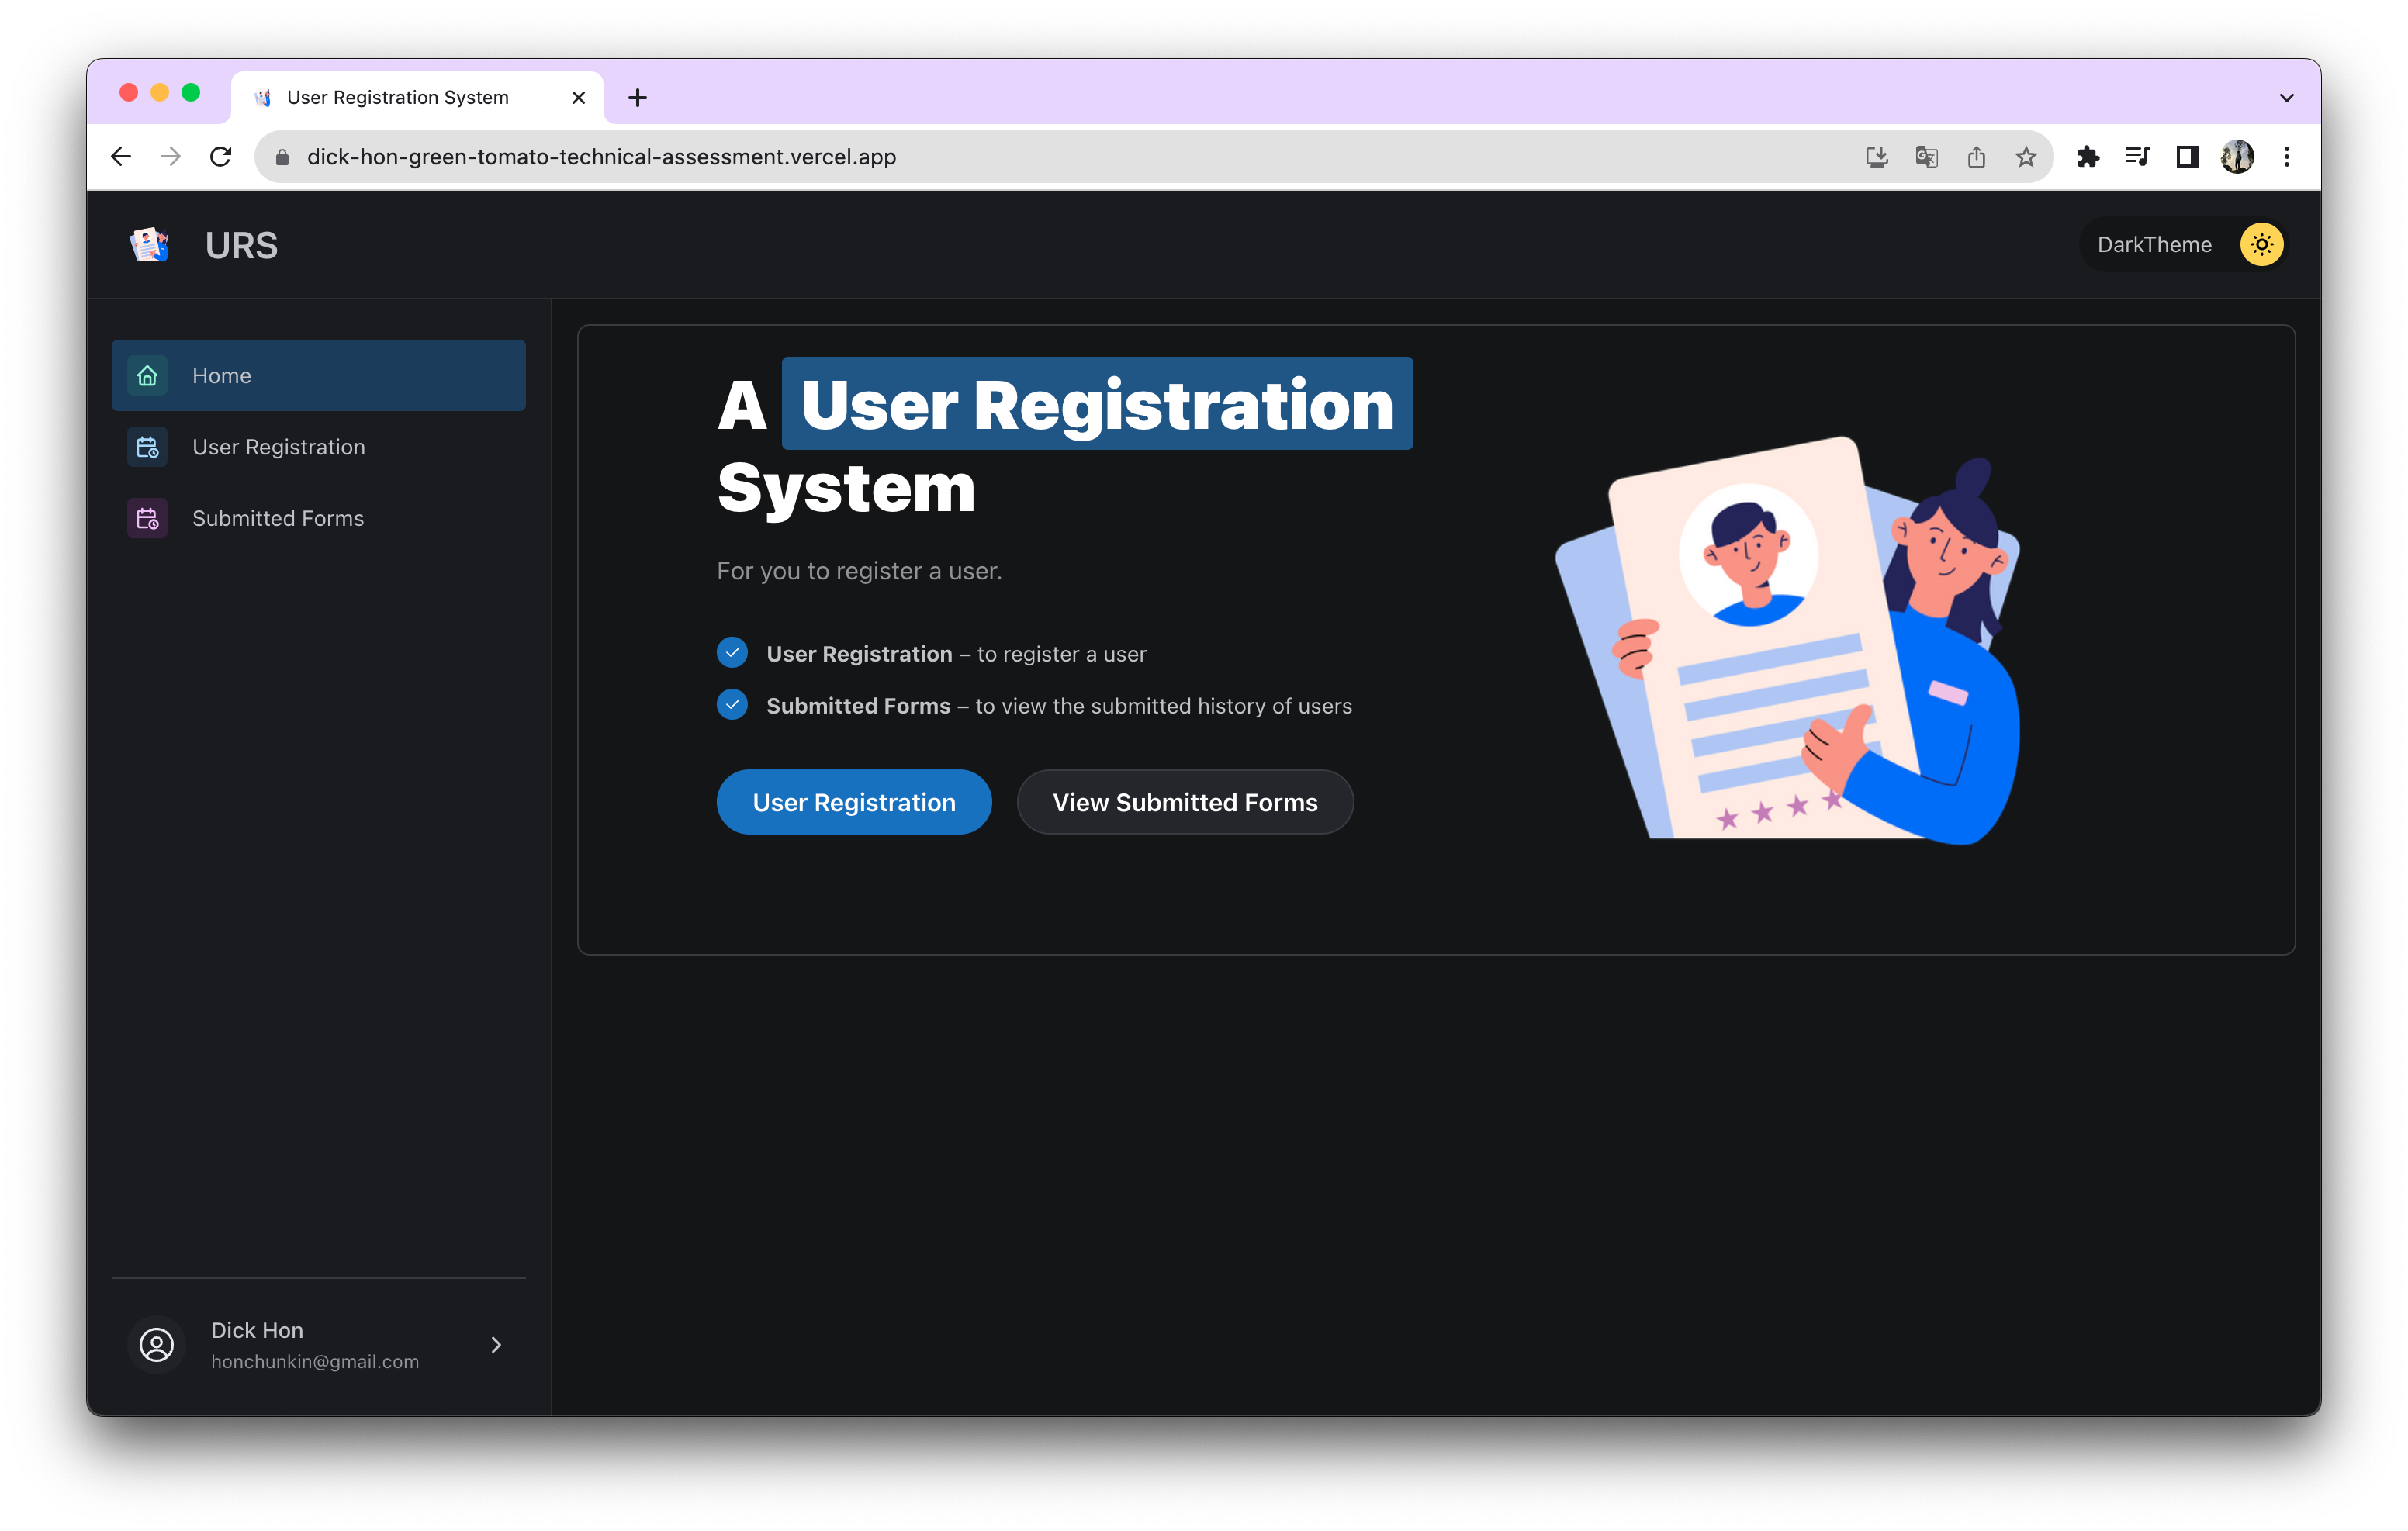 User Registration System
dick-hon-green-tomato-technical-assessment.vercel.app
URS
DarkTheme
Home
User Registration
Submitted Forms
A User Registration
System
For you to register a user.
User Registration – to register a user
Submitted Forms – to view the submitted history of users
User Registration
View Submitted Forms
Dick Hon
honchunkin@gmail.com